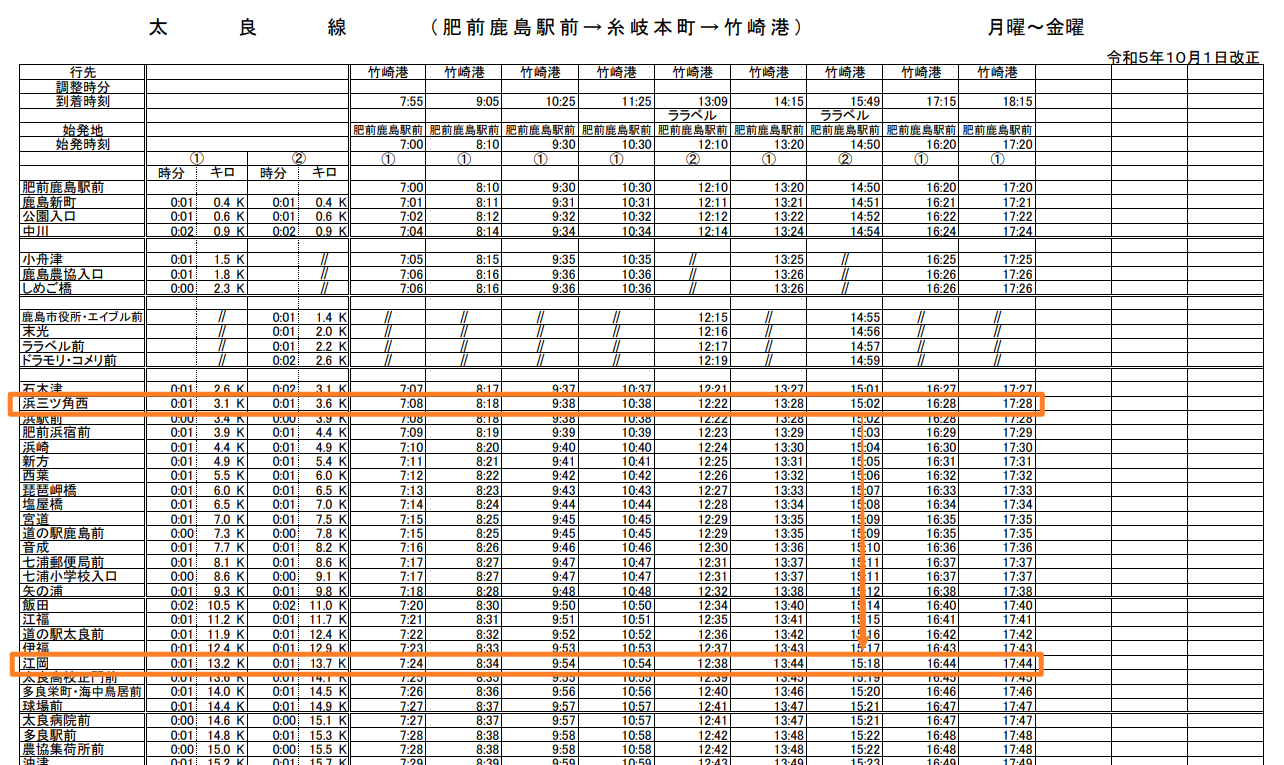 太良線 （肥前鹿島駅前→糸岐本町→竹崎港） 月曜～金曜
令和5年10月1日改正
行先 竹崎港 竹崎港 竹崎港 竹崎港 竹崎港 竹崎港 竹崎港 竹崎港 竹崎港
調整時分
到着時刻 7:55 9:05 10:25 11:25 13:09 14:15 15:49 17:15 18:15
ララベル ララベル
始発地 肥前鹿島駅前 肥前鹿島駅前 肥前鹿島駅前 肥前鹿島駅前 肥前鹿島駅前 肥前鹿島駅前 肥前鹿島駅前 肥前鹿島駅前 肥前鹿島駅前
始発時刻 7:00 8:10 9:30 10:30 12:10 13:20 14:50 16:20 17:20
① ② ① ① ① ① ② ① ② ① ①
時分 キロ 時分 キロ
肥前鹿島駅前 7:00 8:10 9:30 10:30 12:10 13:20 14:50 16:20 17:20
鹿島新町 0:01 0.4 K 0:01 0.4 K 7:01 8:11 9:31 10:31 12:11 13:21 14:51 16:21 17:21
公園入口 0:01 0.6 K 0:01 0.6 K 7:02 8:12 9:32 10:32 12:12 13:22 14:52 16:22 17:22
中川 0:02 0.9 K 0:02 0.9 K 7:04 8:14 9:34 10:34 12:14 13:24 14:54 16:24 17:24
小舟津 0:01 1.5 K // 7:05 8:15 9:35 10:35 // 13:25 // 16:25 17:25
鹿島農協入口 0:01 1.8 K // 7:06 8:16 9:36 10:36 // 13:26 // 16:26 17:26
しめご橋 0:00 2.3 K // 7:06 8:16 9:36 10:36 // 13:26 // 16:26 17:26
鹿島市役所・エイブル前 // 0:01 1.4 K // // // // 12:15 // 14:55 // //
末光 // 0:01 2.0 K // // // // 12:16 // 14:56 // //
ララベル前 // 0:01 2.2 K // // // // 12:17 // 14:57 // //
ドラモリ・コメリ前 // 0:02 2.6 K // // // // 12:19 // 14:59 // //
石木津 0:01 2.6 K 0:02 3.1 K 7:07 8:17 9:37 10:37 12:21 13:27 15:01 16:27 17:27
浜三ツ角西 0:01 3.1 K 0:01 3.6 K 7:08 8:18 9:38 10:38 12:22 13:28 15:02 16:28 17:28
浜駅前 0:00 3.4 K 0:00 3.9 K 7:08 8:18 9:38 10:38 12:22 13:28 15:02 16:28 17:28
肥前浜宿前 0:01 3.9 K 0:01 4.4 K 7:09 8:19 9:39 10:39 12:23 13:29 15:03 16:29 17:29
浜崎 0:01 4.4 K 0:01 4.9 K 7:10 8:20 9:40 10:40 12:24 13:30 15:04 16:30 17:30
新方 0:01 4.9 K 0:01 5.4 K 7:11 8:21 9:41 10:41 12:25 13:31 15:05 16:31 17:31
西葉 0:01 5.5 K 0:01 6.0 K 7:12 8:22 9:42 10:42 12:26 13:32 15:06 16:32 17:32
琵琶岬橋 0:01 6.0 K 0:01 6.5 K 7:13 8:23 9:43 10:43 12:27 13:33 15:07 16:33 17:33
塩屋橋 0:01 6.5 K 0:01 7.0 K 7:14 8:24 9:44 10:44 12:28 13:34 15:08 16:34 17:34
宮道 0:01 7.0 K 0:01 7.5 K 7:15 8:25 9:45 10:45 12:29 13:35 15:09 16:35 17:35
道の駅鹿島前 0:00 7.3 K 0:00 7.8 K 7:15 8:25 9:45 10:45 12:29 13:35 15:09 16:35 17:35
音成 0:01 7.7 K 0:01 8.2 K 7:16 8:26 9:46 10:46 12:30 13:36 15:10 16:36 17:36
七浦郵便局前 0:01 8.1 K 0:01 8.6 K 7:17 8:27 9:47 10:47 12:31 13:37 15:11 16:37 17:37
七浦小学校入口 0:00 8.6 K 0:00 9.1 K 7:17 8:27 9:47 10:47 12:31 13:37 15:11 16:37 17:37
矢の浦 0:01 9.3 K 0:01 9.8 K 7:18 8:28 9:48 10:48 12:32 13:38 15:12 16:38 17:38
飯田 0:02 10.5 K 0:02 11.0 K 7:20 8:30 9:50 10:50 12:34 13:40 15:14 16:40 17:40
江福 0:01 11.2 K 0:01 11.7 K 7:21 8:31 9:51 10:51 12:35 13:41 15:15 16:41 17:41
道の駅太良前 0:01 11.9 K 0:01 12.4 K 7:22 8:32 9:52 10:52 12:36 13:42 15:16 16:42 17:42
伊福 0:01 12.4 K 0:01 12.9 K 7:23 8:33 9:53 10:53 12:37 13:43 15:17 16:43 17:43
江岡 0:01 13.2 K 0:01 13.7 K 7:24 8:34 9:54 10:54 12:38 13:44 15:18 16:44 17:44
太良高校正門前 0:01 13.6 K 0:01 14.1 K 7:25 8:35 9:55 10:55 12:39 13:45 15:19 16:45 17:45
多良栄町・海中鳥居前 0:01 14.0 K 0:01 14.5 K 7:26 8:36 9:56 10:56 12:40 13:46 15:20 16:46 17:46
球場前 0:01 14.4 K 0:01 14.9 K 7:27 8:37 9:57 10:57 12:41 13:47 15:21 16:47 17:47
太良病院前 0:00 14.6 K 0:00 15.1 K 7:27 8:37 9:57 10:57 12:41 13:47 15:21 16:47 17:47
多良駅前 0:01 14.8 K 0:01 15.3 K 7:28 8:38 9:58 10:58 12:42 13:48 15:22 16:48 17:48
農協集荷所前 0:00 15.0 K 0:00 15.5 K 7:28 8:38 9:58 10:58 12:42 13:48 15:22 16:48 17:48
油津 0:01 15.2 K 0:01 15.7 K 7:29 8:39 9:59 10:59 12:43 13:49 15:23 16:49 17:49